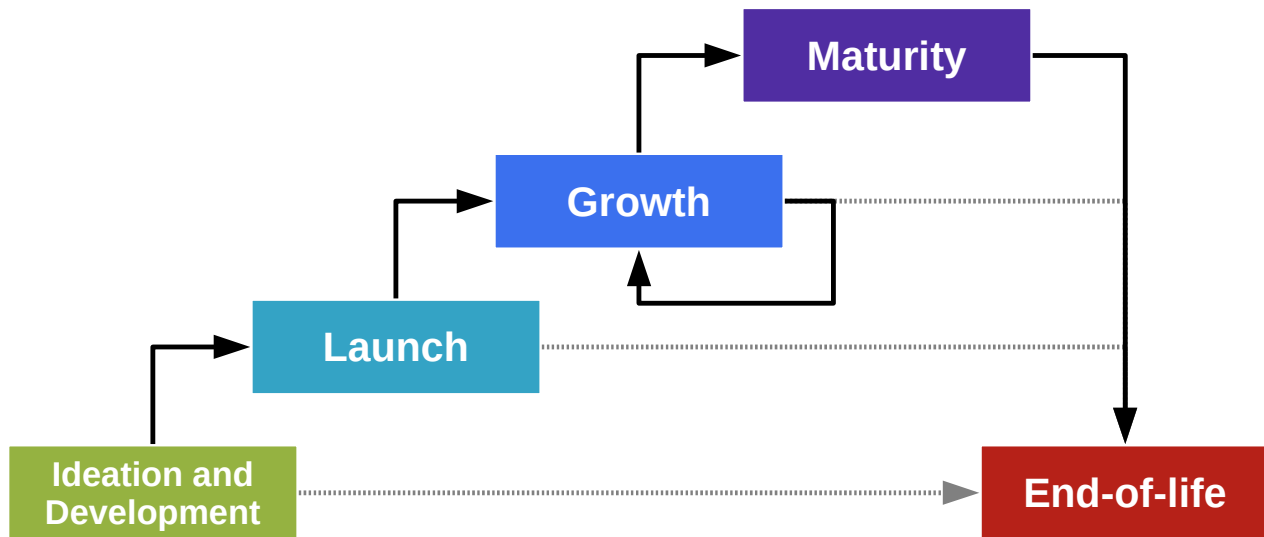 Maturity
Growth
Launch
Ideation and
Development
End-of-life